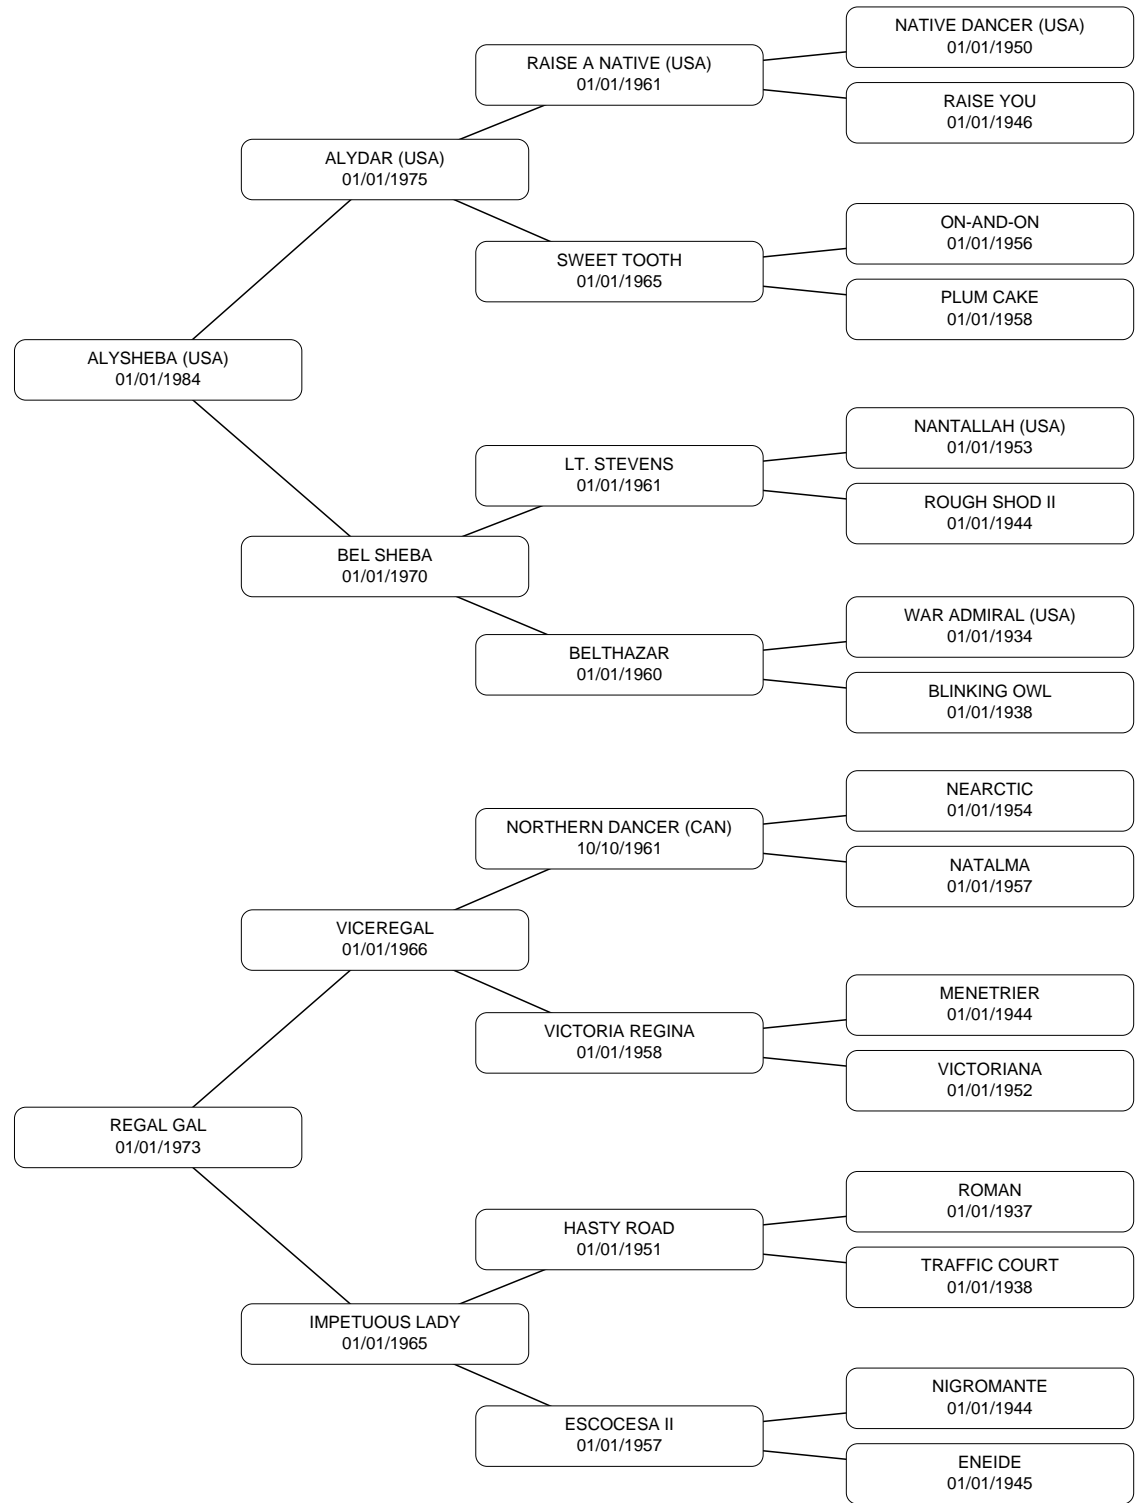 NATIVE DANCER (USA)
01/01/1950
RAISE A NATIVE (USA)
01/01/1961
RAISE YOU
01/01/1946
ALYDAR (USA)
01/01/1975
ON-AND-ON
01/01/1956
SWEET TOOTH
01/01/1965
PLUM CAKE
01/01/1958
ALYSHEBA (USA)
01/01/1984
NANTALLAH (USA)
01/01/1953
LT. STEVENS
01/01/1961
ROUGH SHOD II
01/01/1944
BEL SHEBA
01/01/1970
WAR ADMIRAL (USA)
01/01/1934
BELTHAZAR
01/01/1960
BLINKING OWL
01/01/1938
NEARCTIC
01/01/1954
NORTHERN DANCER (CAN)
10/10/1961
NATALMA
01/01/1957
VICEREGAL
01/01/1966
MENETRIER
01/01/1944
VICTORIA REGINA
01/01/1958
VICTORIANA
01/01/1952
REGAL GAL
01/01/1973
ROMAN
01/01/1937
HASTY ROAD
01/01/1951
TRAFFIC COURT
01/01/1938
IMPETUOUS LADY
01/01/1965
NIGROMANTE
01/01/1944
ESCOCESA II
01/01/1957
ENEIDE
01/01/1945